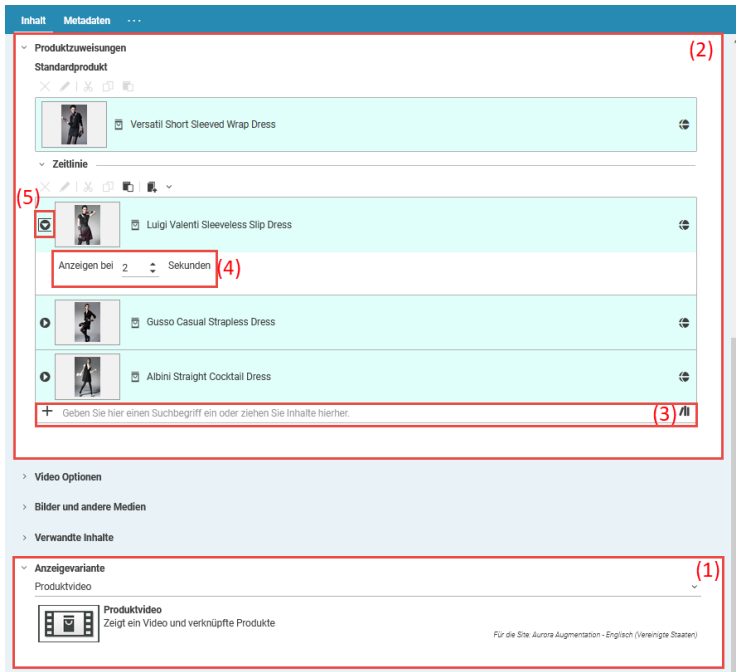 Inhalt Metadaten ···
Produktzuweisungen (2)
Standardprodukt
Versatil Short Sleeved Wrap Dress
Zeitlinie
(5)
Luigi Valenti Sleeveless Slip Dress
Anzeigen bei 2 Sekunden (4)
Gusso Casual Strapless Dress
Albini Straight Cocktail Dress
Geben Sie hier einen Suchbegriff ein oder ziehen Sie Inhalte hierher. (3)
Video Optionen
Bilder und andere Medien
Verwandte Inhalte
Anzeigevariante (1)
Produktvideo
Produktvideo
Zeigt ein Video und verknüpfte Produkte
Für die Site: Aurora Augmentation - Englisch (Vereinigte Staaten)